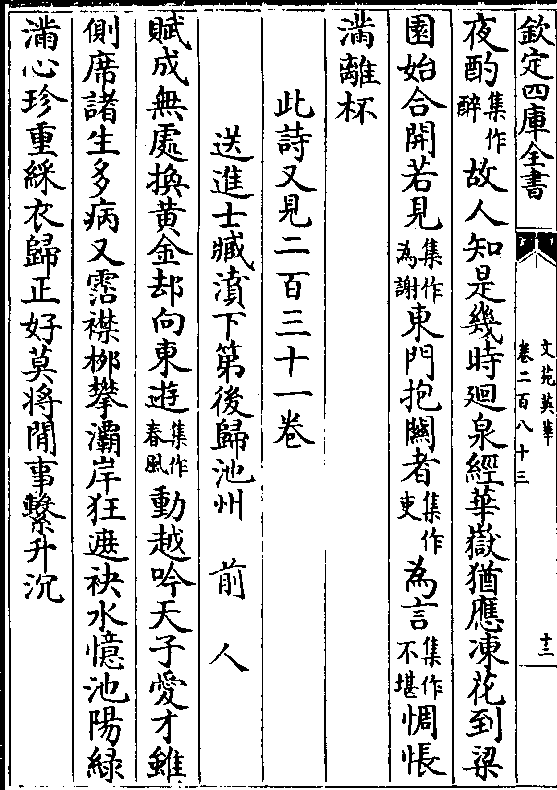 欽定四庫全書
文苑英華
卷二百八十三
十三
夜酌集作醉故人知是幾時廻泉經華嶽猶應凍花到梁
園始合開若見集作為謝東門抱關者集作吏為言集作不堪惆悵
滿離杯
此詩又見二百三十一卷
送進士臧濆下第後歸池州 前人
賦成無處換黃金却向東遊集作春風動越吟天子愛才雖
側席諸生多病又霑襟栁攀灞岸狂遮袂水憶池陽緑
滿心珍重綵衣歸正好莫將閒事繫升沉